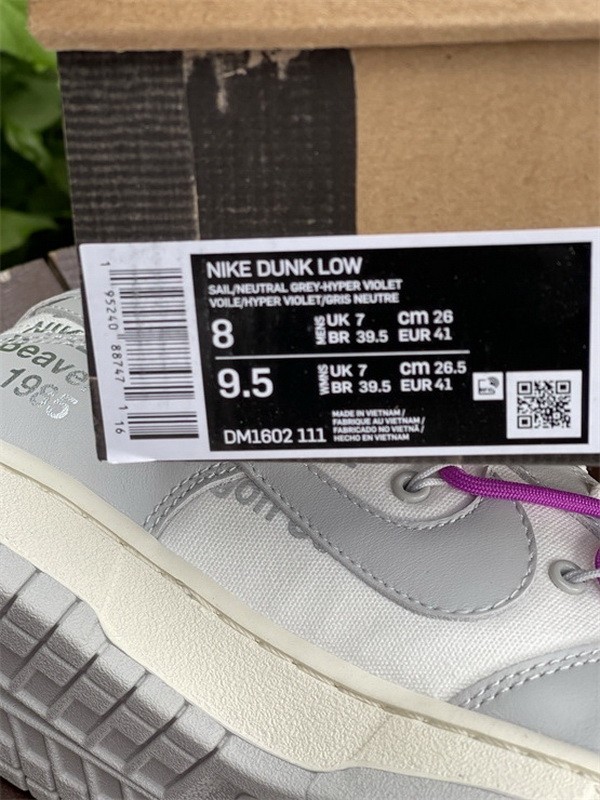 NIKE DUNK LOW
SAIL/NEUTRAL GREY-HYPER VIOLET
VOILE/HYPER VIOLET/GRIS NEUTRE
8 MENS UK 7 cm 26
BR 39.5 EUR 41
9.5 WMNS UK 7 cm 26.5
BR 39.5 EUR 41
MADE IN VIETNAM /
FABRIQUE AU VIETNAM /
FABRICADO NO VIETNÃ /
HECHO EN VIETNAM
DM1602 111
1 95240 88747 1 16
NIK
Beave
1985